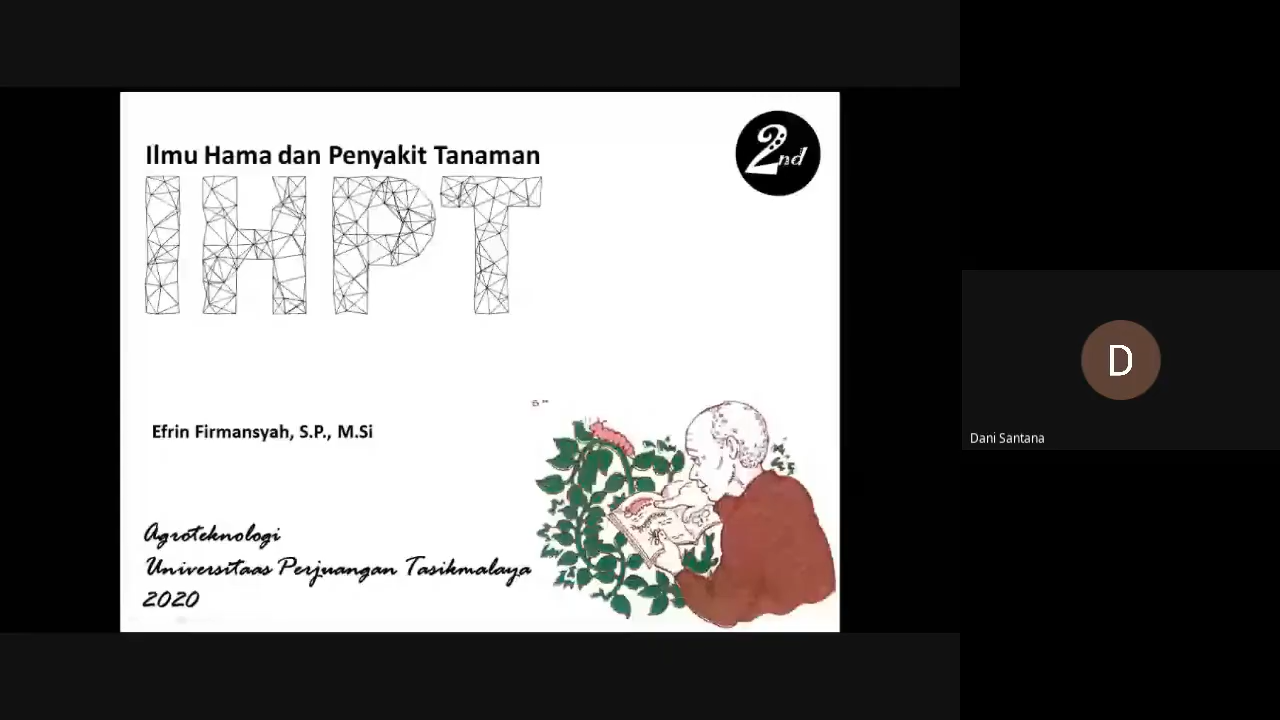 Ilmu Hama dan Penyakit Tanaman
2nd
IHPT
Efrin Firmansyah, S.P., M.Si
Agroteknologi
Universitaas Perjuangan Tasikmalaya
2020
D
Dani Santana